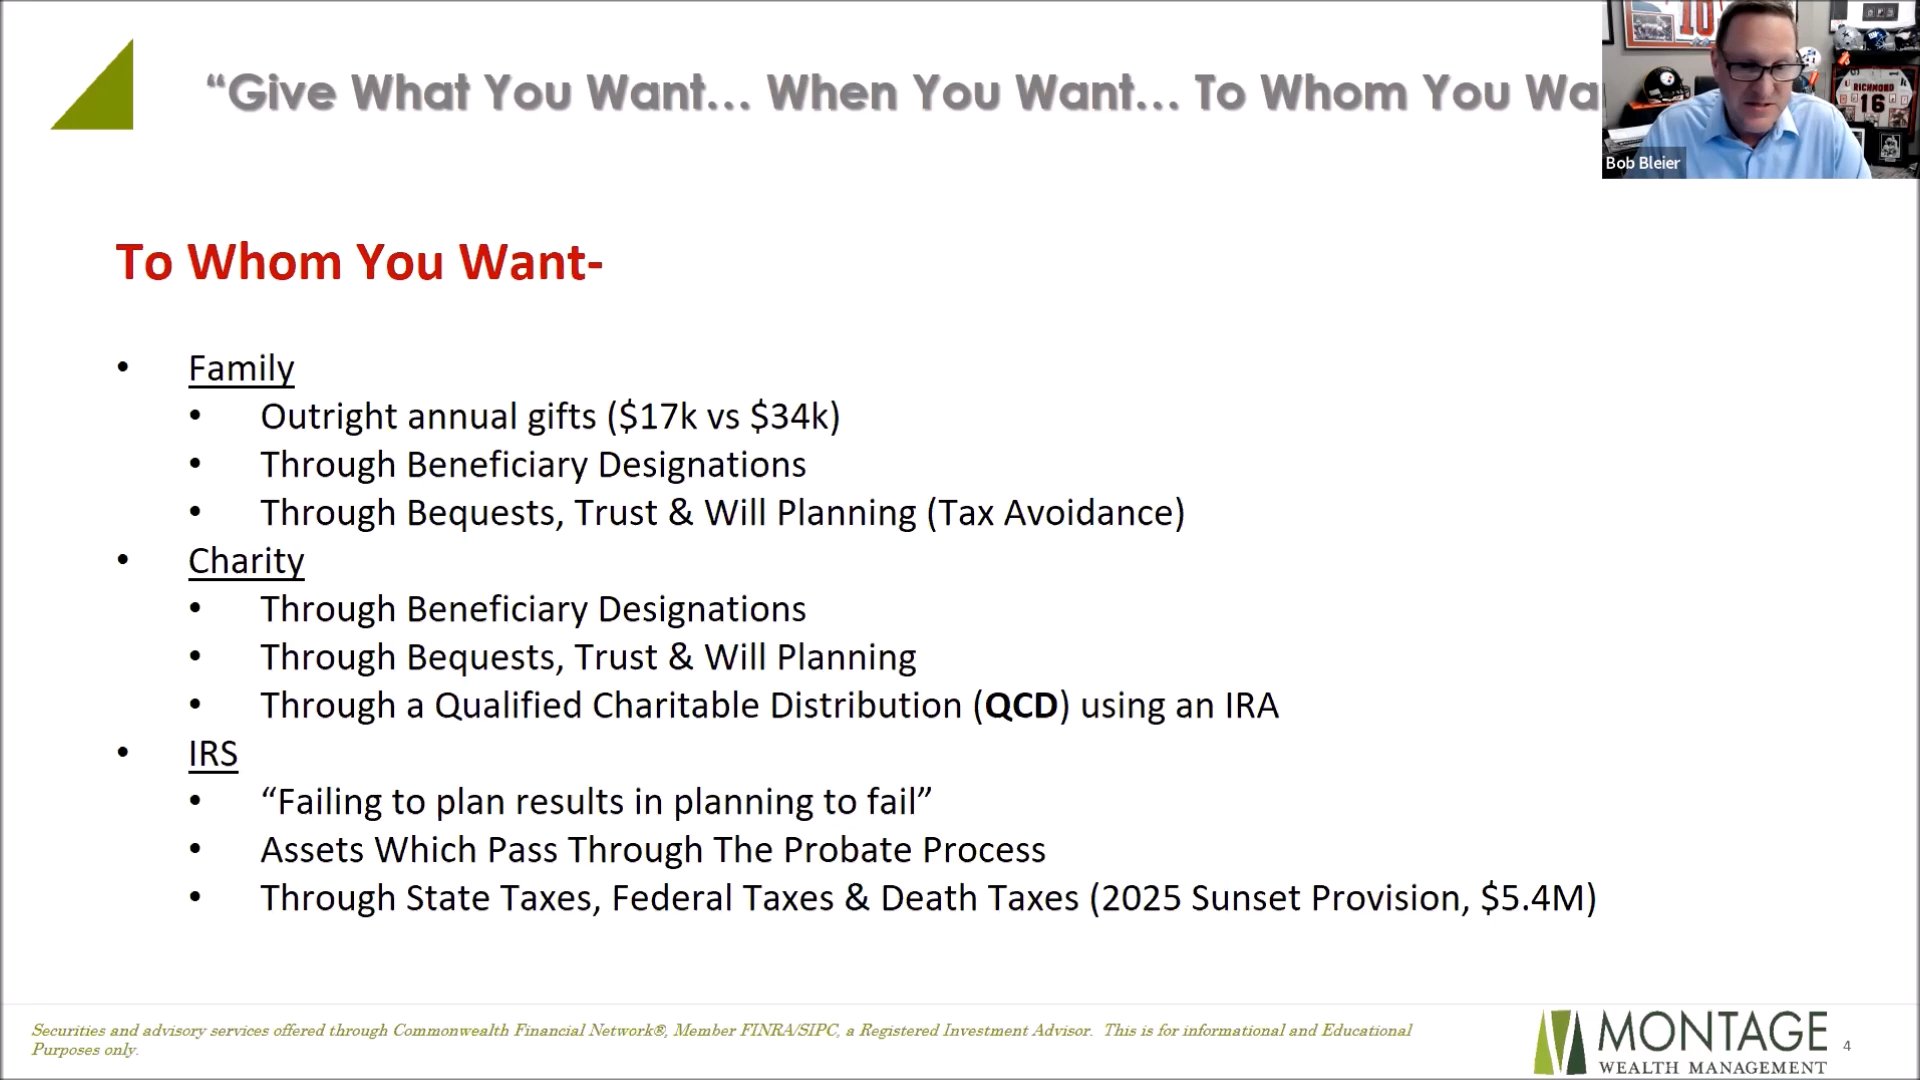 “Give What You Want... When You Want... To Whom You Wa
Bob Bleier
RICHMOND
16
To Whom You Want-
• Family
• Outright annual gifts ($17k vs $34k)
• Through Beneficiary Designations
• Through Bequests, Trust & Will Planning (Tax Avoidance)
• Charity
• Through Beneficiary Designations
• Through Bequests, Trust & Will Planning
• Through a Qualified Charitable Distribution (QCD) using an IRA
• IRS
• “Failing to plan results in planning to fail”
• Assets Which Pass Through The Probate Process
• Through State Taxes, Federal Taxes & Death Taxes (2025 Sunset Provision, $5.4M)
Securities and advisory services offered through Commonwealth Financial Network®, Member FINRA/SIPC, a Registered Investment Advisor.  This is for informational and Educational
Purposes only.
MONTAGE
WEALTH MANAGEMENT
4